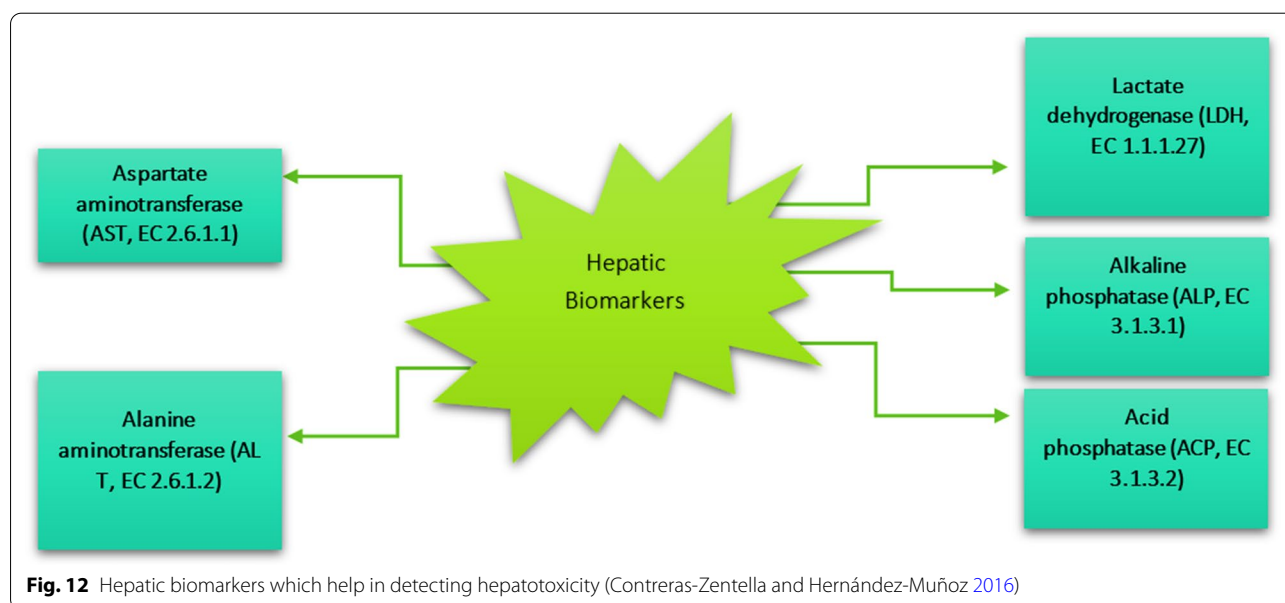 Aspartate
aminotransferase
(AST, EC 2.6.1.1)
Alanine
aminotransferase (AL
T, EC 2.6.1.2)
Hepatic
Biomarkers
Lactate
dehydrogenase (LDH,
EC 1.1.1.27)
Alkaline
phosphatase (ALP, EC
3.1.3.1)
Acid
phosphatase (ACP, EC
3.1.3.2)
Fig. 12 Hepatic biomarkers which help in detecting hepatotoxicity (Contreras-Zentella and Hernández-Muñoz 2016)